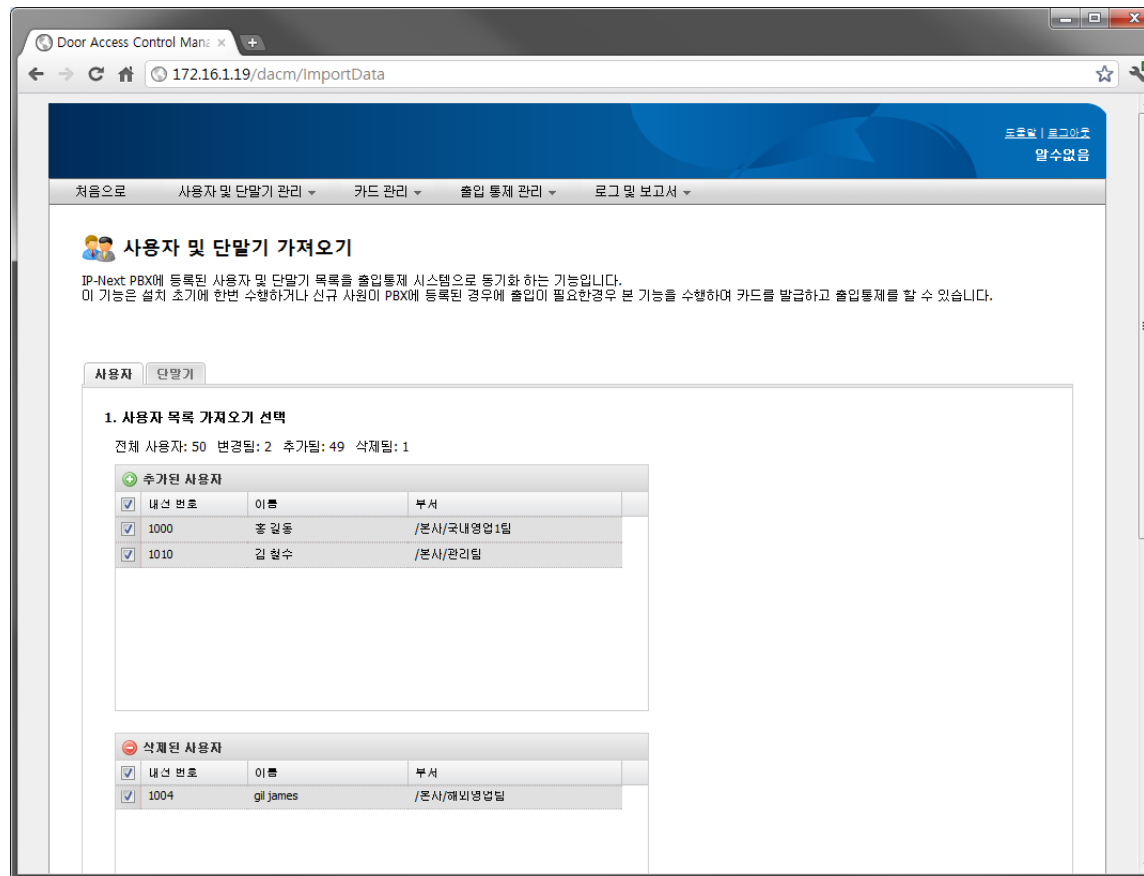 Door Access Control Mana
172.16.1.19/dacm/ImportData
도움말 | 로그아웃
알수없음
처음으로 사용자 및 단말기 관리 카드 관리 출입 통제 관리 로그 및 보고서
사용자 및 단말기 가져오기
IP-Next PBX에 등록된 사용자 및 단말기 목록을 출입통제 시스템으로 동기화 하는 기능입니다.
이 기능은 설치 초기에 한번 수행하거나 신규 사원이 PBX에 등록된 경우에 출입이 필요한경우 본 기능을 수행하여 카드를 발급하고 출입통제를 할 수 있습니다.
사용자 단말기
1. 사용자 목록 가져오기 선택
전체 사용자: 50 변경됨: 2 추가됨: 49 삭제됨: 1
추가된 사용자
내선 번호 이름 부서
1000 홍 길동 /본사/국내영업1팀
1010 김 철수 /본사/관리팀
삭제된 사용자
내선 번호 이름 부서
1004 gil james /본사/해외영업팀